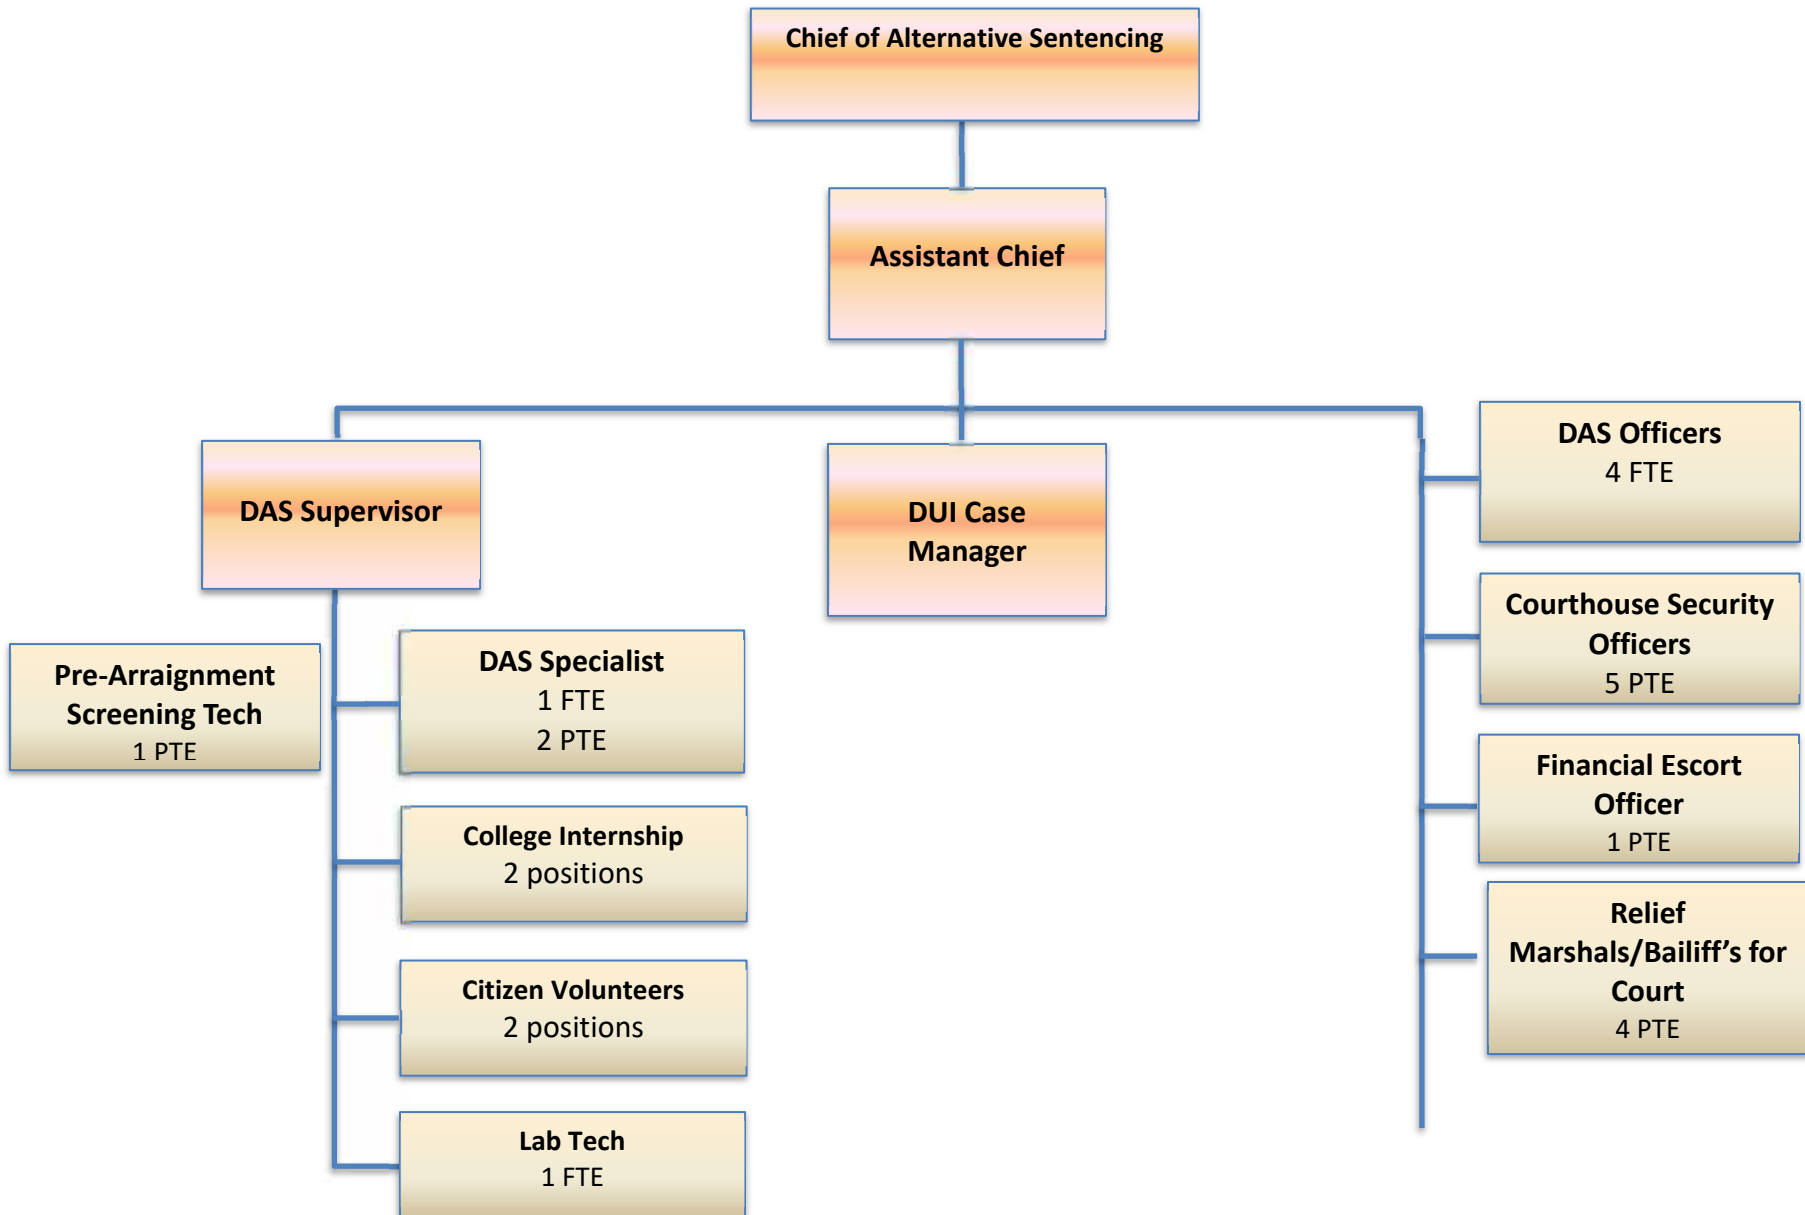 Chief of Alternative Sentencing
Assistant Chief
DAS Supervisor
DUI Case
Manager
Pre-Arraignment
Screening Tech
1 PTE
DAS Specialist
1 FTE
2 PTE
College Internship
2 positions
Citizen Volunteers
2 positions
Lab Tech
1 FTE
DAS Officers
4 FTE
Courthouse Security
Officers
5 PTE
Financial Escort
Officer
1 PTE
Relief
Marshals/Bailiff’s for
Court
4 PTE